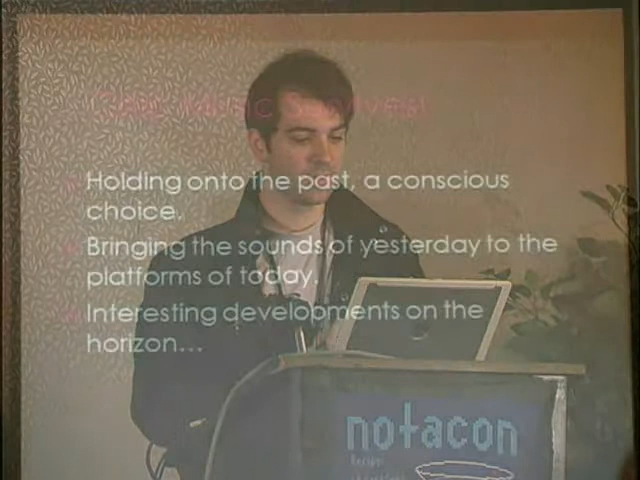 Holding onto the past, a conscious
choice.
Bringing the sounds of yesterday to the
platforms of today.
Interesting developments on the
horizon...
notacon